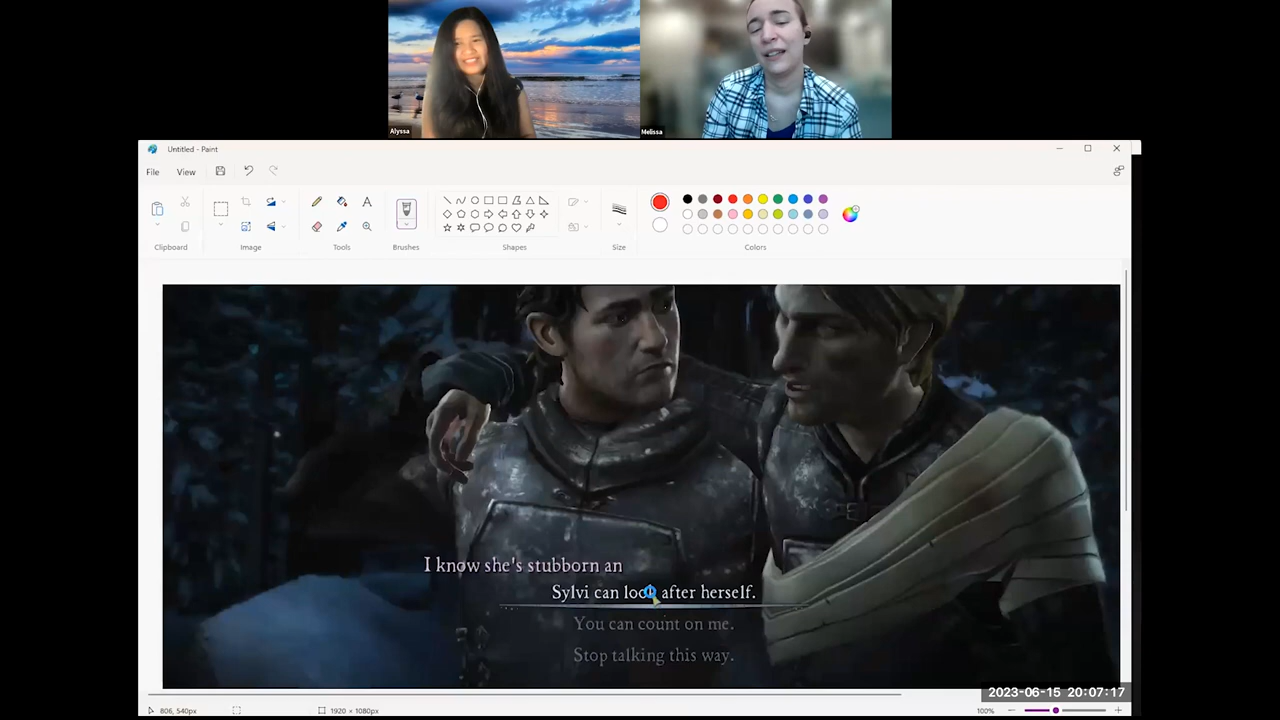 Alyssa
Melissa
Untitled - Paint
File
View
Clipboard
Image
Tools
Brushes
Shapes
Size
Colors
I know she's stubborn an
Sylvi can look after herself.
You can count on me.
Stop talking this way.
2023-06-15 20:07:17
806, 540px
1920 × 1080px
100%